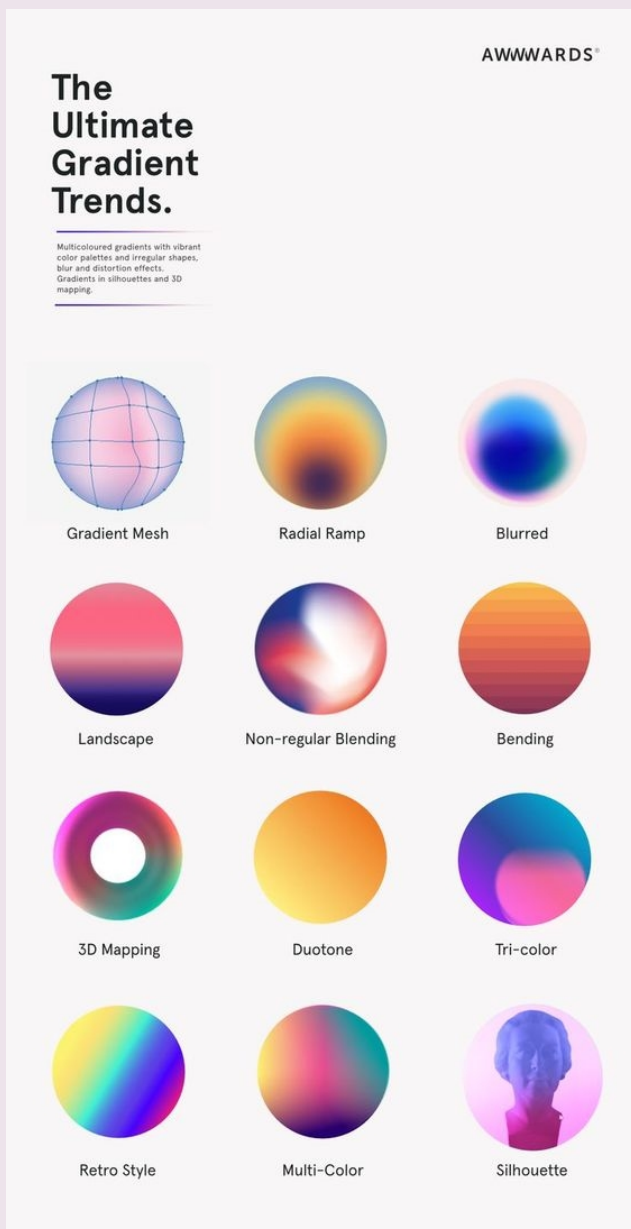 AWWWARDS®
The
Ultimate
Gradient
Trends.
Multicoloured gradients with vibrant
color palettes and irregular shapes,
blur and distortion effects.
Gradients in silhouettes and 3D
mapping.
Gradient Mesh
Radial Ramp
Blurred
Landscape
Non-regular Blending
Bending
3D Mapping
Duotone
Tri-color
Retro Style
Multi-Color
Silhouette